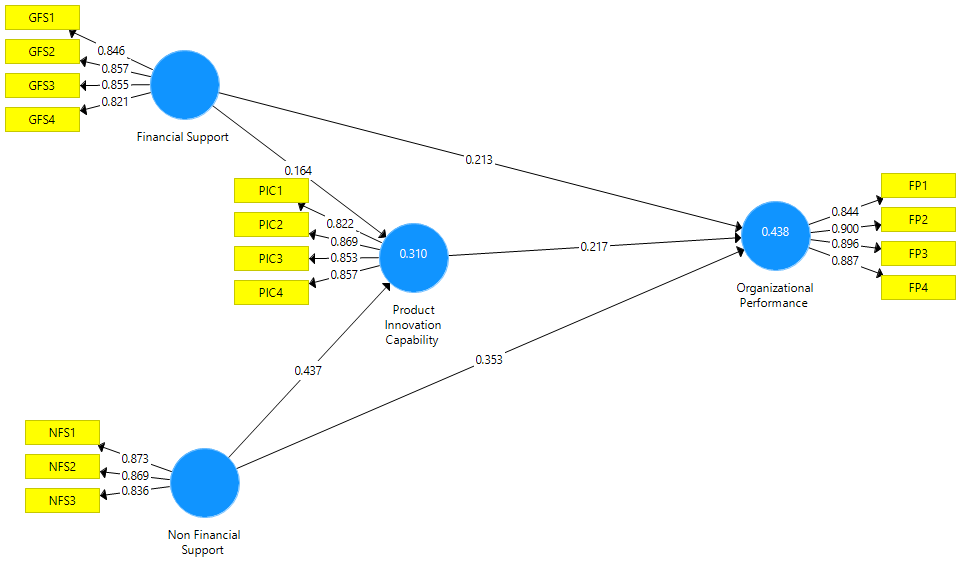 GFS1
GFS2
GFS3
GFS4
0.846
0.857
0.855
0.821
Financial Support
0.213
0.164
PIC1
PIC2
PIC3
PIC4
0.822
0.869
0.853
0.857
0.310
Product
Innovation
Capability
0.217
0.438
Organizational
Performance
FP1
FP2
FP3
FP4
0.844
0.900
0.896
0.887
0.437
0.353
NFS1
NFS2
NFS3
0.873
0.869
0.836
Non Financial
Support